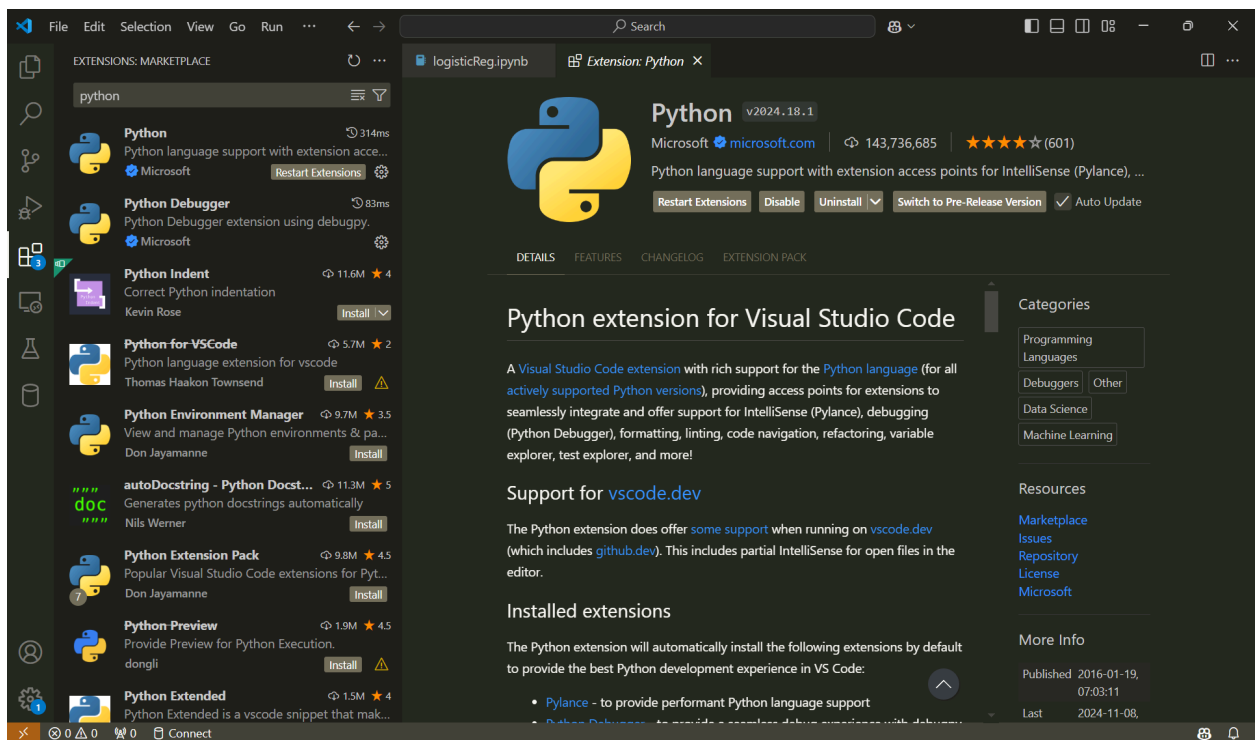 File Edit Selection View Go Run ··· Search
EXTENSIONS: MARKETPLACE
python
Python 314ms
Python language support with extension acce...
Microsoft Restart Extensions
Python Debugger 83ms
Python Debugger extension using debugpy.
Microsoft
Python Indent 11.6M 4
Correct Python indentation
Kevin Rose Install
Python for VSCode 5.7M 2
Python language extension for vscode
Thomas Haakon Townsend Install
Python Environment Manager 9.7M 3.5
View and manage Python environments & pa...
Don Jayamanne Install
autoDocstring - Python Docst... 11.3M 5
Generates python docstrings automatically
Nils Werner Install
""" doc """
Python Extension Pack 9.8M 4.5
Popular Visual Studio Code extensions for Pyt...
Don Jayamanne Install
7
Python Preview 1.9M 4.5
Provide Preview for Python Execution.
dongli Install
Python Extended 1.5M 4
Python Extended is a vscode snippet that mak...
3
1
logisticReg.ipynb Extension: Python
Python v2024.18.1
Microsoft microsoft.com 143,736,685 (601)
Python language support with extension access points for IntelliSense (Pylance), ...
Restart Extensions Disable Uninstall Switch to Pre-Release Version Auto Update
DETAILS FEATURES CHANGELOG EXTENSION PACK
Python extension for Visual Studio Code
A Visual Studio Code extension with rich support for the Python language (for all
actively supported Python versions), providing access points for extensions to
seamlessly integrate and offer support for IntelliSense (Pylance), debugging
(Python Debugger), formatting, linting, code navigation, refactoring, variable
explorer, test explorer, and more!
Support for vscode.dev
The Python extension does offer some support when running on vscode.dev
(which includes github.dev). This includes partial IntelliSense for open files in the
editor.
Installed extensions
The Python extension will automatically install the following extensions by default
to provide the best Python development experience in VS Code:
• Pylance - to provide performant Python language support
• Python Debugger - to provide a seamless debug experience with debugpy
Categories
Programming
Languages
Debuggers Other
Data Science
Machine Learning
Resources
Marketplace
Issues
Repository
License
Microsoft
More Info
Published 2016-01-19,
07:03:11
Last 2024-11-08,
0 0 0 Connect